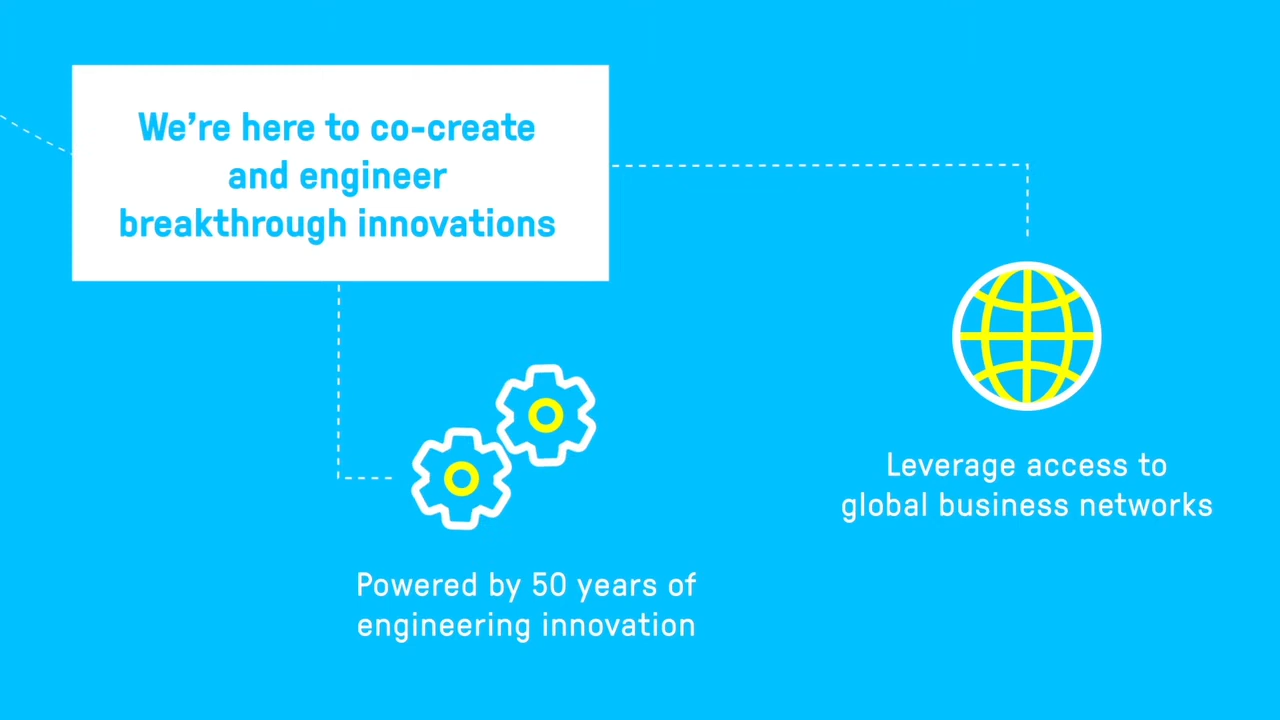 We're here to co-create
and engineer
breakthrough innovations
Leverage access to
global business networks
Powered by 50 years of
engineering innovation